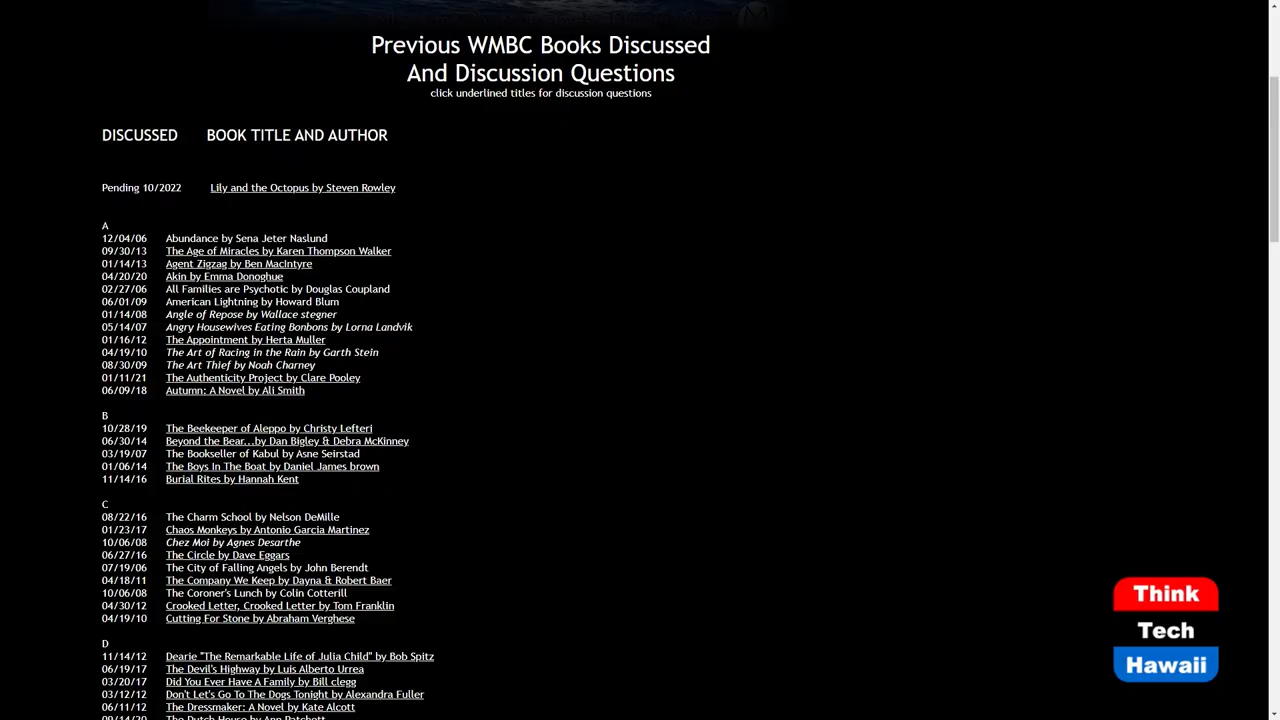 Previous WMBC Books Discussed
And Discussion Questions
click underlined titles for discussion questions
DISCUSSED BOOK TITLE AND AUTHOR
Pending 10/2022 Lily and the Octopus by Steven Rowley
A
12/04/06 Abundance by Sena Jeter Naslund
09/30/13 The Age of Miracles by Karen Thompson Walker
01/14/13 Agent Zigzag by Ben MacIntyre
04/20/20 Akin by Emma Donoghue
02/27/06 All Families are Psychotic by Douglas Coupland
06/01/09 American Lightning by Howard Blum
01/14/08 Angle of Repose by Wallace stegner
05/14/07 Angry Housewives Eating Bonbons by Lorna Landvik
01/16/12 The Appointment by Herta Muller
04/19/10 The Art of Racing in the Rain by Garth Stein
08/30/09 The Art Thief by Noah Charney
01/11/21 The Authenticity Project by Clare Pooley
06/09/18 Autumn: A Novel by Ali Smith
B
10/28/19 The Beekeeper of Aleppo by Christy Lefteri
06/30/14 Beyond the Bear...by Dan Bigley & Debra McKinney
03/19/07 The Bookseller of Kabul by Asne Seirstad
01/06/14 The Boys In The Boat by Daniel James brown
11/14/16 Burial Rites by Hannah Kent
C
08/22/16 The Charm School by Nelson DeMille
01/23/17 Chaos Monkeys by Antonio Garcia Martinez
10/06/08 Chez Moi by Agnes Desarthe
06/27/16 The Circle by Dave Eggars
07/19/06 The City of Falling Angels by John Berendt
04/18/11 The Company We Keep by Dayna & Robert Baer
10/06/08 The Coroner's Lunch by Colin Cotterill
04/30/12 Crooked Letter, Crooked Letter by Tom Franklin
04/19/10 Cutting For Stone by Abraham Verghese
D
11/14/12 Dearie "The Remarkable Life of Julia Child" by Bob Spitz
06/19/17 The Devil's Highway by Luis Alberto Urrea
03/20/17 Did You Ever Have A Family by Bill clegg
03/12/12 Don't Let's Go To The Dogs Tonight by Alexandra Fuller
06/11/12 The Dressmaker: A Novel by Kate Alcott
09/14/20 The Dutch House by Ann Patchett
Think
Tech
Hawaii